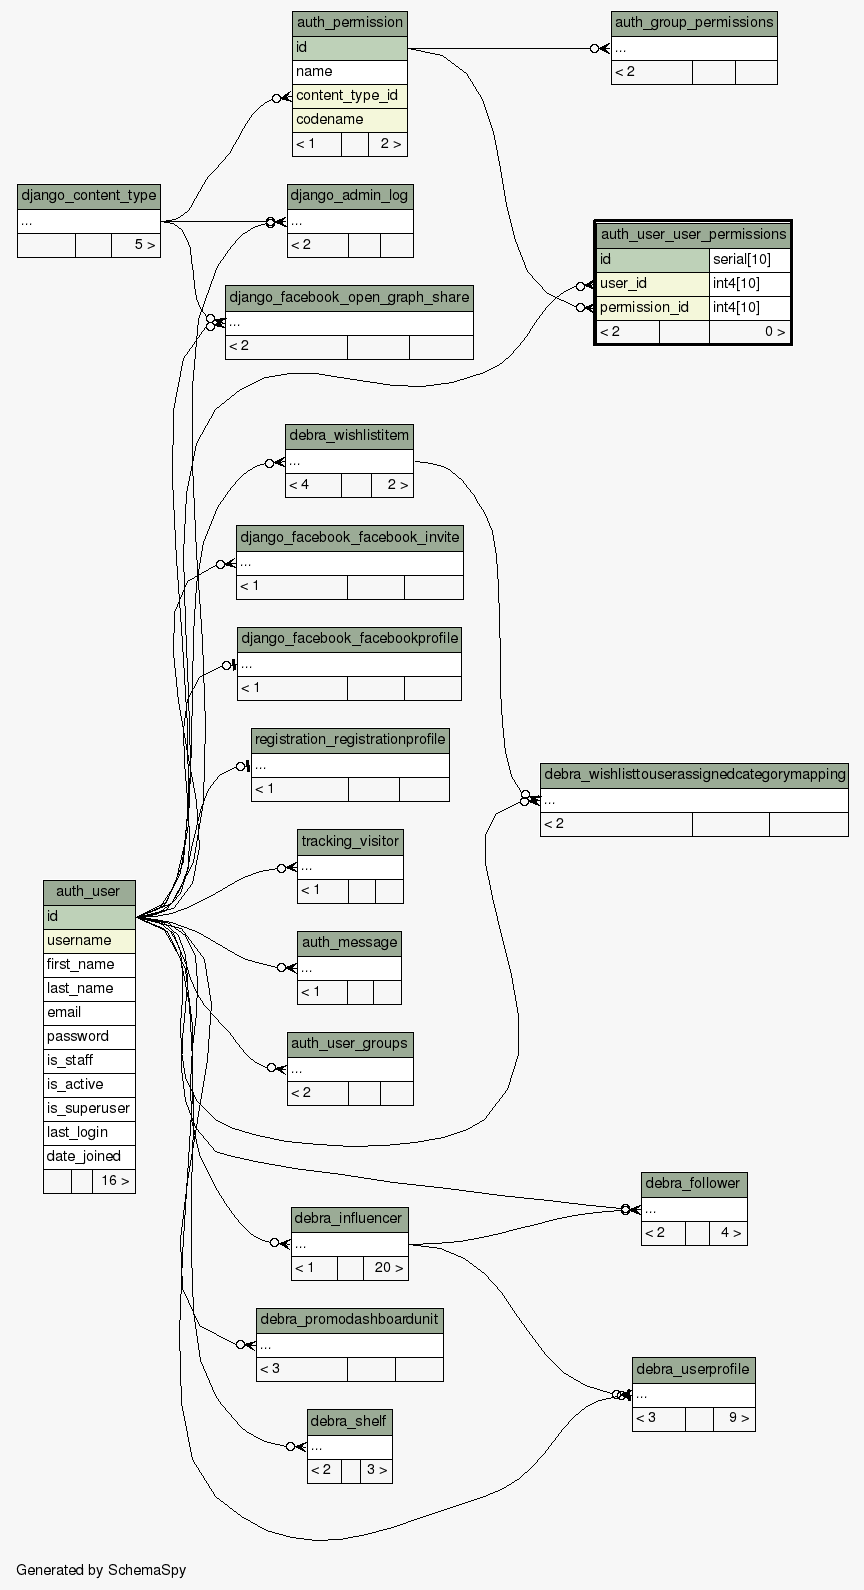 auth_permission
id
name
content_type_id
codename
< 1 2 >
auth_group_permissions
...
< 2
django_content_type
...
5 >
django_admin_log
...
< 2
auth_user_user_permissions
id serial[10]
user_id int4[10]
permission_id int4[10]
< 2 0 >
django_facebook_open_graph_share
...
< 2
debra_wishlistitem
...
< 4 2 >
django_facebook_facebook_invite
...
< 1
django_facebook_facebookprofile
...
< 1
registration_registrationprofile
...
< 1
debra_wishlisttouserassignedcategorymapping
...
< 2
tracking_visitor
...
< 1
auth_user
id
username
first_name
last_name
email
password
is_staff
is_active
is_superuser
last_login
date_joined
16 >
auth_message
...
< 1
auth_user_groups
...
< 2
debra_follower
...
< 2 4 >
debra_influencer
...
< 1 20 >
debra_promodashboardunit
...
< 3
debra_userprofile
...
< 3 9 >
debra_shelf
...
< 2 3 >
Generated by SchemaSpy